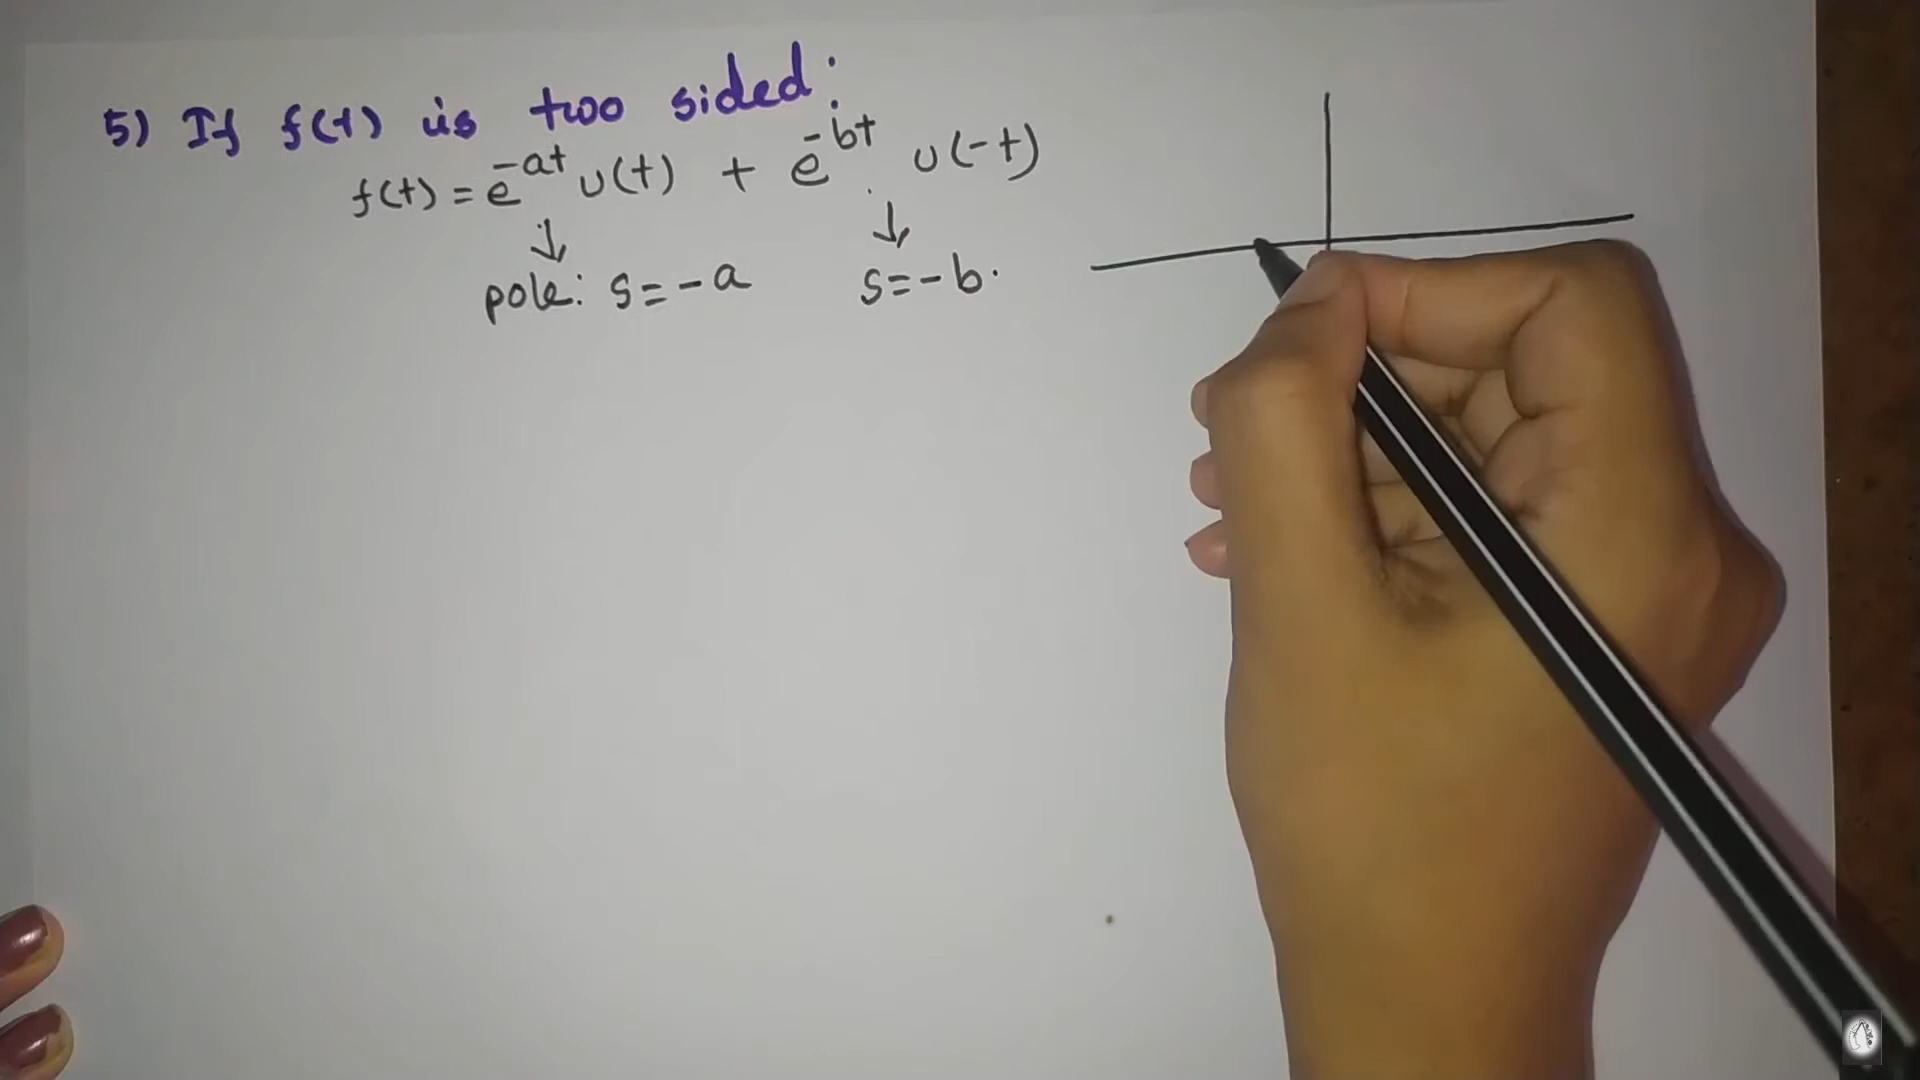 5) If f(t) is two sided:
f(t) = e^-at u(t) + e^-bt u(-t)
↓ ↓
pole: s=-a s=-b.